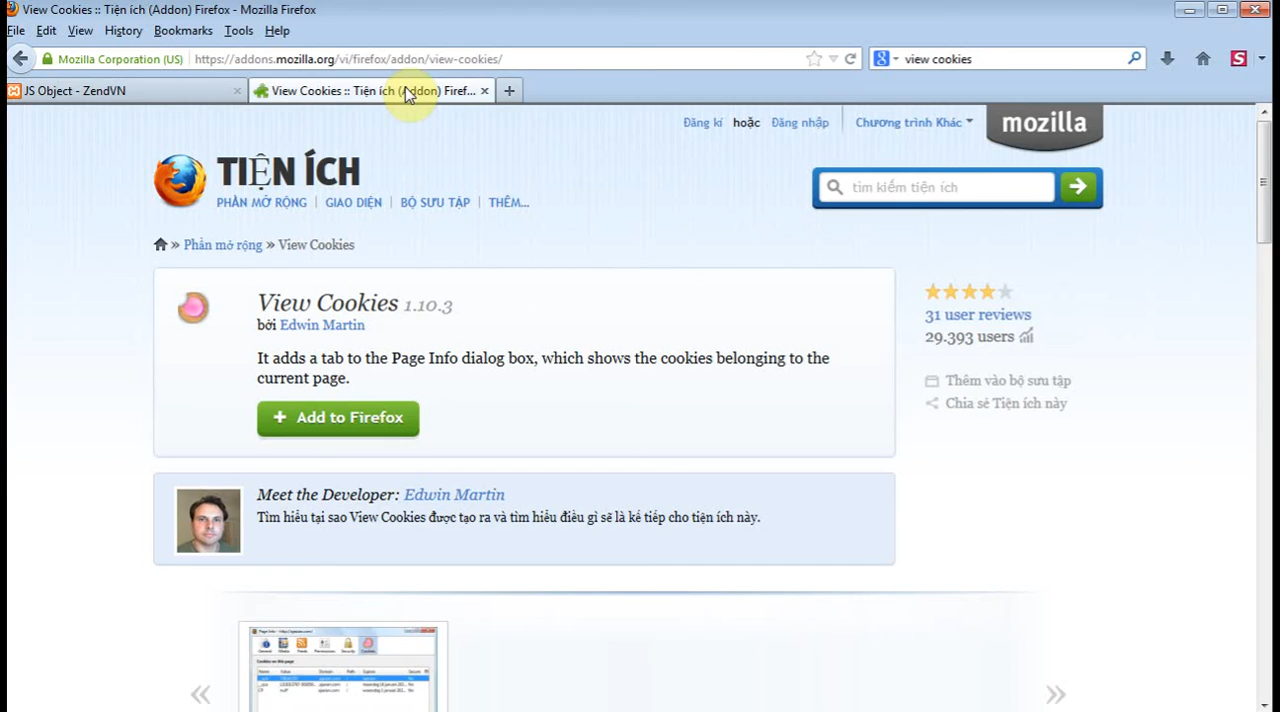 View Cookies :: Tiện ích (Addon) Firefox - Mozilla Firefox
File Edit View History Bookmarks Tools Help
Mozilla Corporation (US) https://addons.mozilla.org/vi/firefox/addon/view-cookies/ view cookies
JS Object - ZendVN View Cookies :: Tiện ích (Addon) Firef...
Đăng kí hoặc Đăng nhập Chương trình Khác mozilla
TIỆN ÍCH
tìm kiếm tiện ích
PHẦN MỞ RỘNG GIAO DIỆN BỘ SƯU TẬP THÊM...
» Phần mở rộng » View Cookies
View Cookies 1.10.3
bởi Edwin Martin
It adds a tab to the Page Info dialog box, which shows the cookies belonging to the
current page.
+ Add to Firefox
31 user reviews
29.393 users
Thêm vào bộ sưu tập
Chia sẻ Tiện ích này
Meet the Developer: Edwin Martin
Tìm hiểu tại sao View Cookies được tạo ra và tìm hiểu điều gì sẽ là kế tiếp cho tiện ích này.